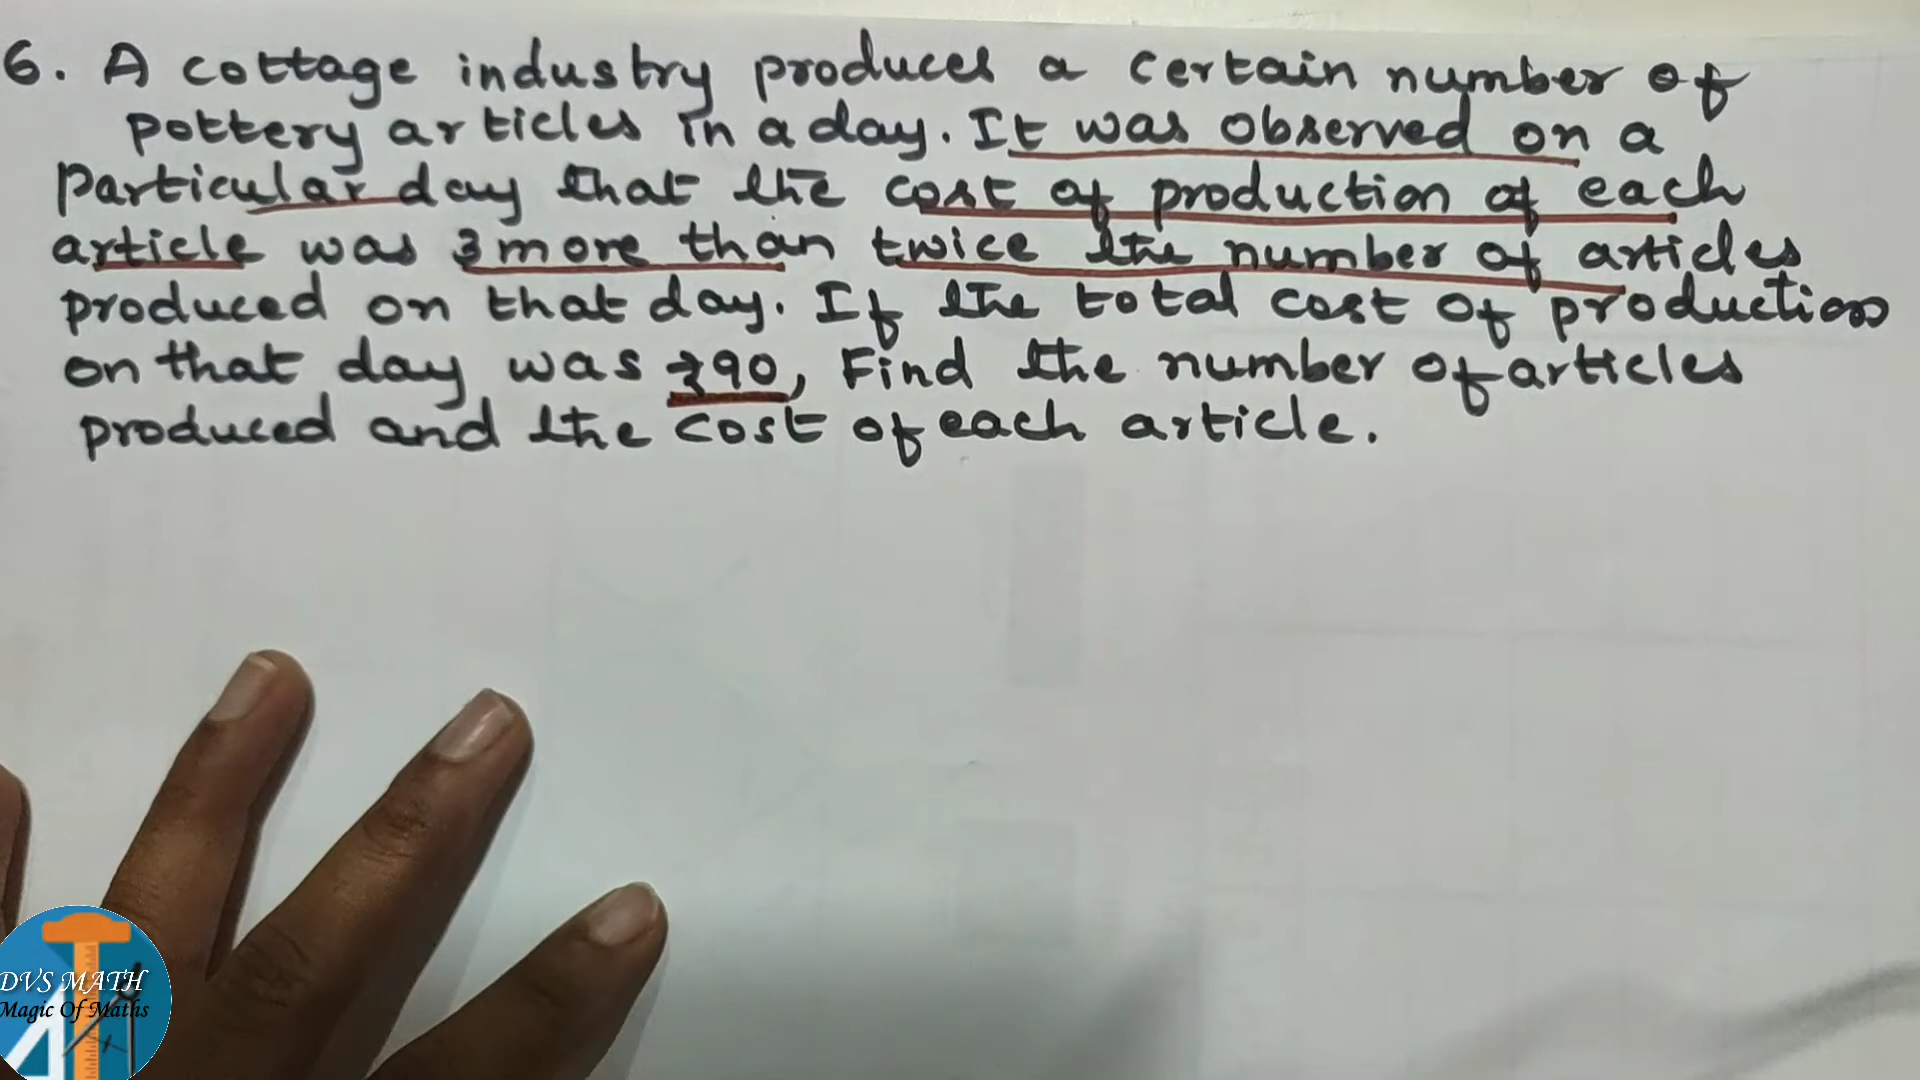 6. A cottage industry produces a certain number of
pottery articles in a day. It was observed on a
particular day that the cost of production of each
article was 3 more than twice the number of articles
produced on that day. If the total cost of production
on that day was ₹90, Find the number of articles
produced and the cost of each article.
DVS MATH
Magic Of Maths